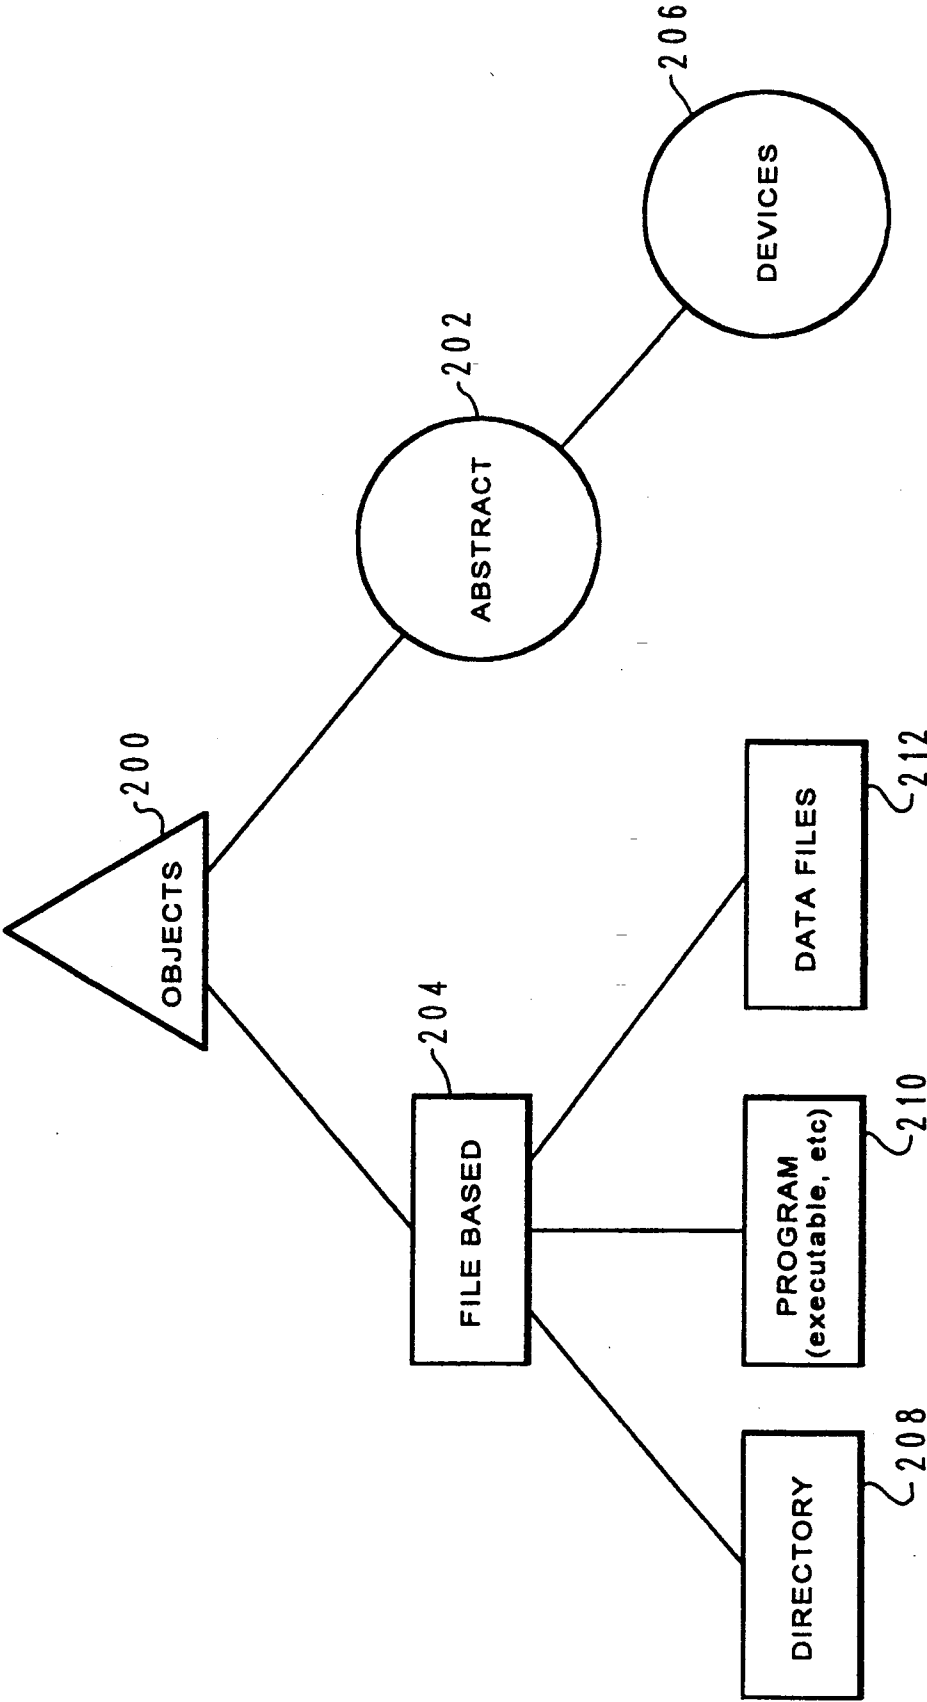 200
OBJECTS
204
202
FILE BASED
ABSTRACT
206
DIRECTORY
PROGRAM
(executable, etc)
DATA FILES
DEVICES
208
210
212